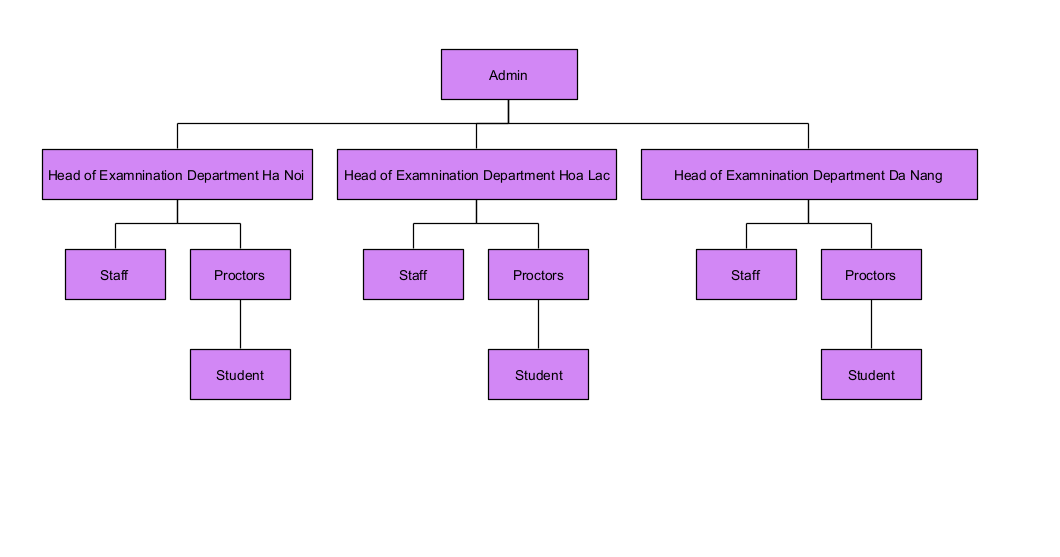 Admin
Head of Examnination Department Ha Noi
Head of Examnination Department Hoa Lac
Head of Examnination Department Da Nang
Staff
Proctors
Staff
Proctors
Staff
Proctors
Student
Student
Student